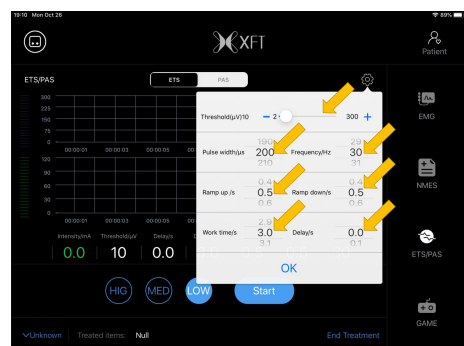 19:10 Mon Oct 26
89%
XFT
Patient
ETS/PAS
ETS
PAS
300
225
150
75
0
00:00:01
00:00:03
00:00:05
120
90
60
30
0
00:00:01
00:00:03
00:00:05
Threshold(μV)10
2
300
Pulse width/μs
190
200
210
Frequency/Hz
29
30
31
Ramp up /s
0.4
0.5
0.6
Ramp down/s
0.4
0.5
0.6
Work time/s
2.9
3.0
3.1
Delay/s
0.0
0.1
OK
Intensity/mA
Threshold/μV
Delay/s
0.0
10
0.0
HIG
MED
LOW
Start
EMG
NMES
ETS/PAS
GAME
Unknown
Treated items: Null
End Treatment